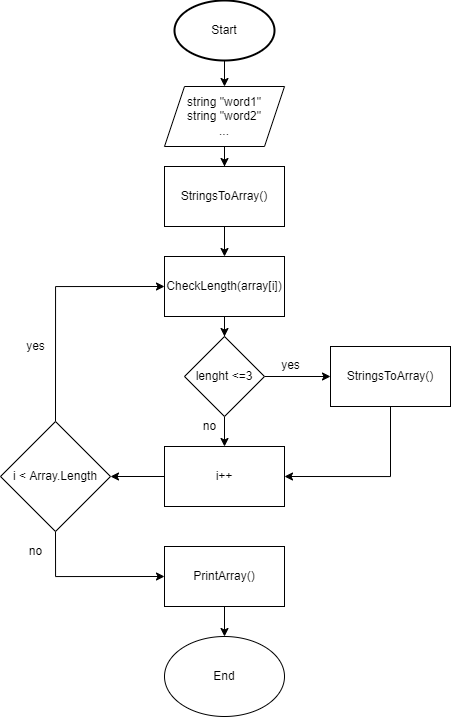 Start
string "word1"
string "word2"
...
StringsToArray()
CheckLength(array[i])
lenght <=3
yes
StringsToArray()
no
i++
yes
i < Array.Length
no
PrintArray()
End